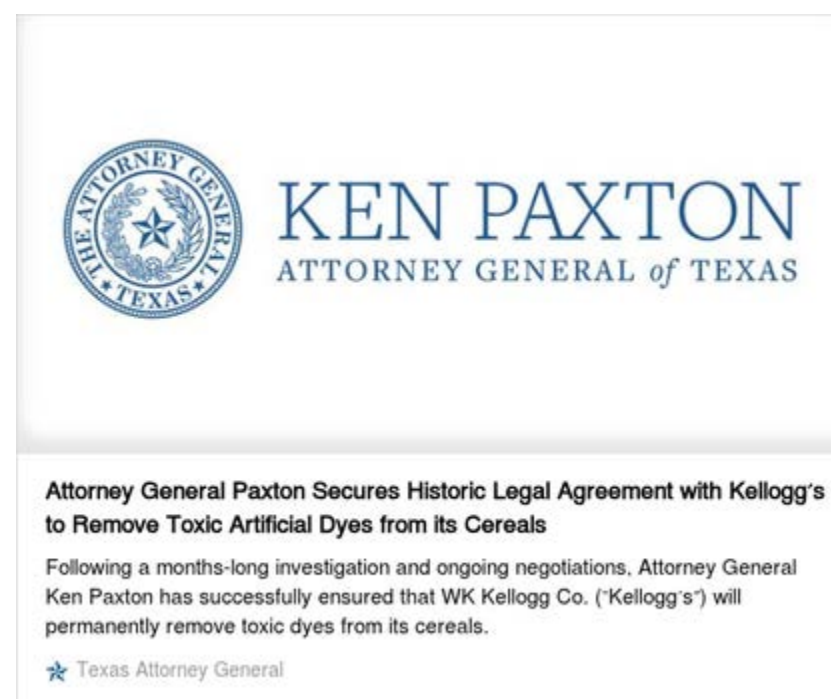 THE ATTORNEY GENERAL
★ TEXAS ★
KEN PAXTON
ATTORNEY GENERAL of TEXAS
Attorney General Paxton Secures Historic Legal Agreement with Kellogg's
to Remove Toxic Artificial Dyes from its Cereals
Following a months-long investigation and ongoing negotiations, Attorney General
Ken Paxton has successfully ensured that WK Kellogg Co. ("Kellogg's") will
permanently remove toxic dyes from its cereals.
Texas Attorney General